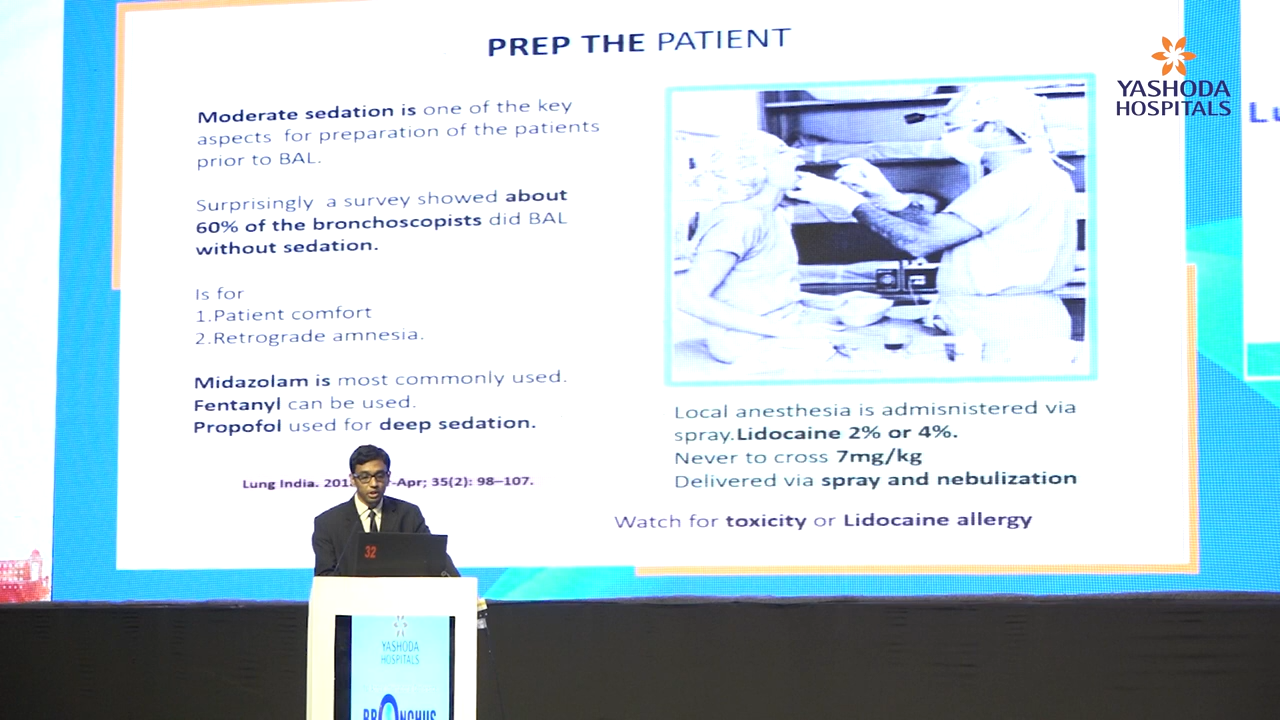 PREP THE PATIENT
YASHODA
HOSPITALS
Moderate sedation is one of the key
aspects for preparation of the patients
prior to BAL.
Surprisingly a survey showed about
60% of the bronchoscopists did BAL
without sedation.
Is for
1.Patient comfort
2.Retrograde amnesia.
Midazolam is most commonly used.
Fentanyl can be used.
Propofol used for deep sedation.
Lung India. 201 -Apr; 35(2): 98–107.
Local anesthesia is admisnistered via
spray.Lidocaine 2% or 4%.
Never to cross 7mg/kg
Delivered via spray and nebulization
Watch for toxicity or Lidocaine allergy
32
YASHODA
HOSPITALS
BRONCHUS